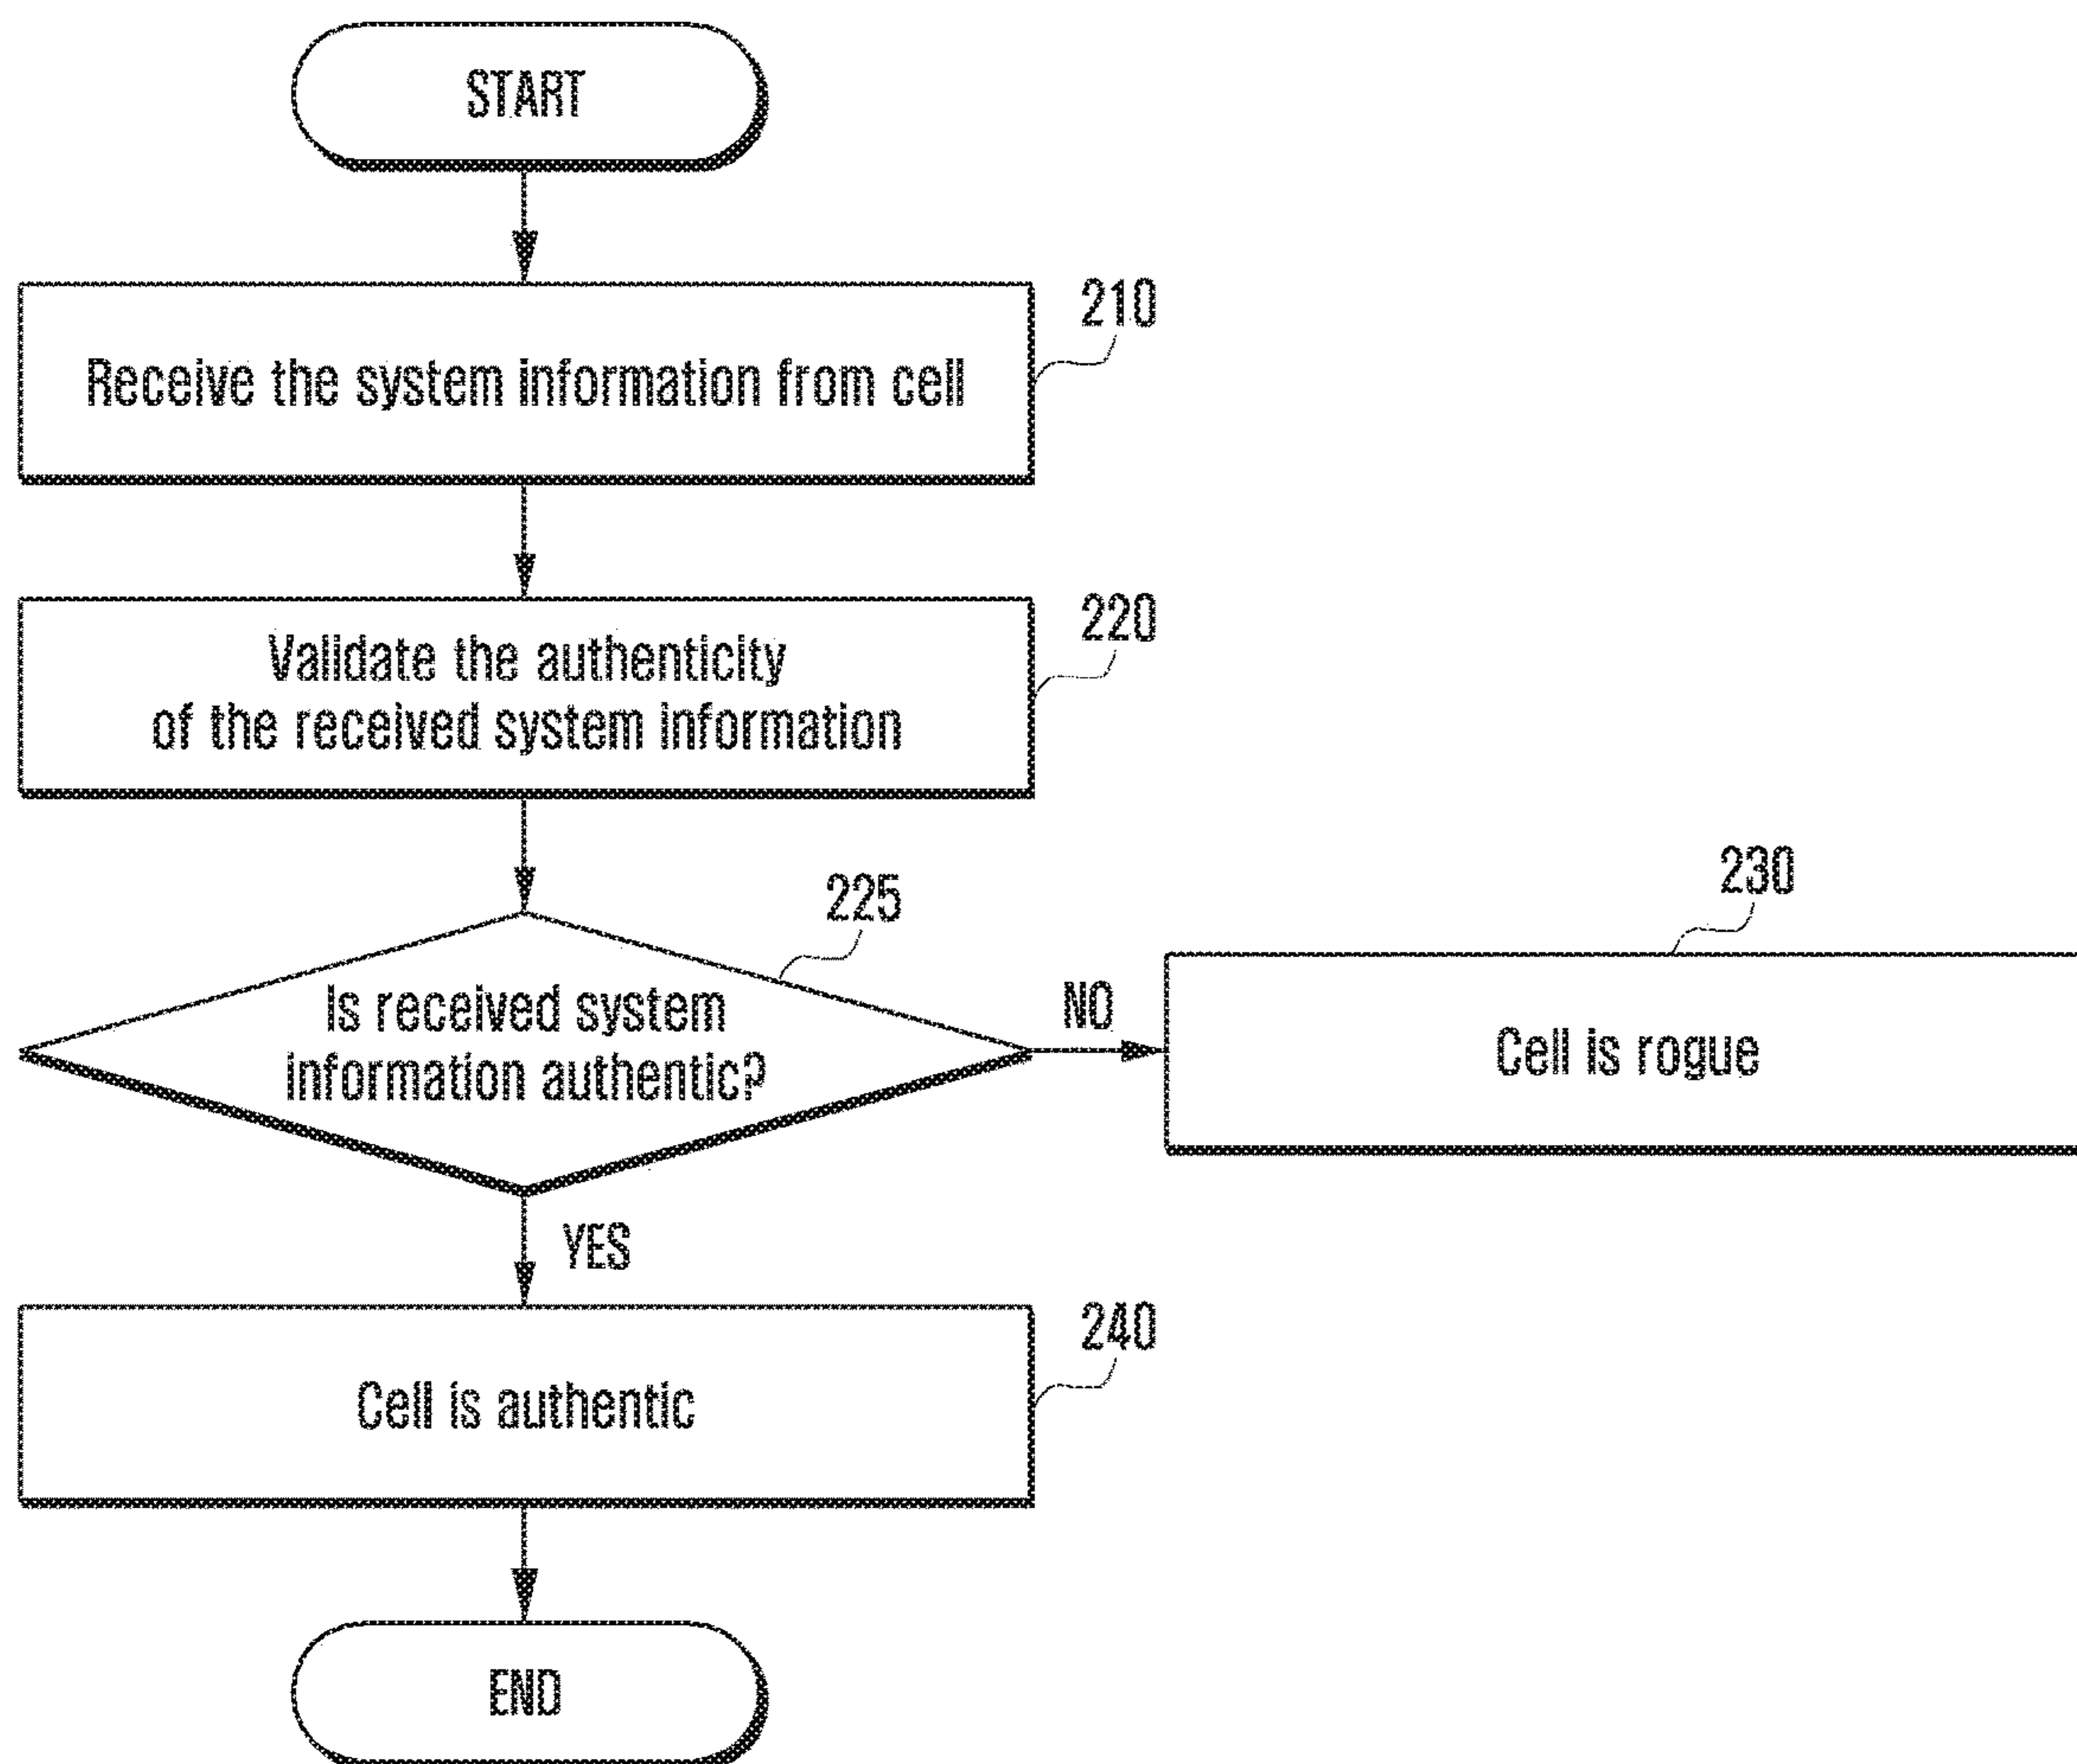 START
210
Receive the system information from cell
220
Validate the authenticity
of the received system information
225
230
Is received system
information authentic?
NO
Cell is rogue
YES
240
Cell is authentic
END